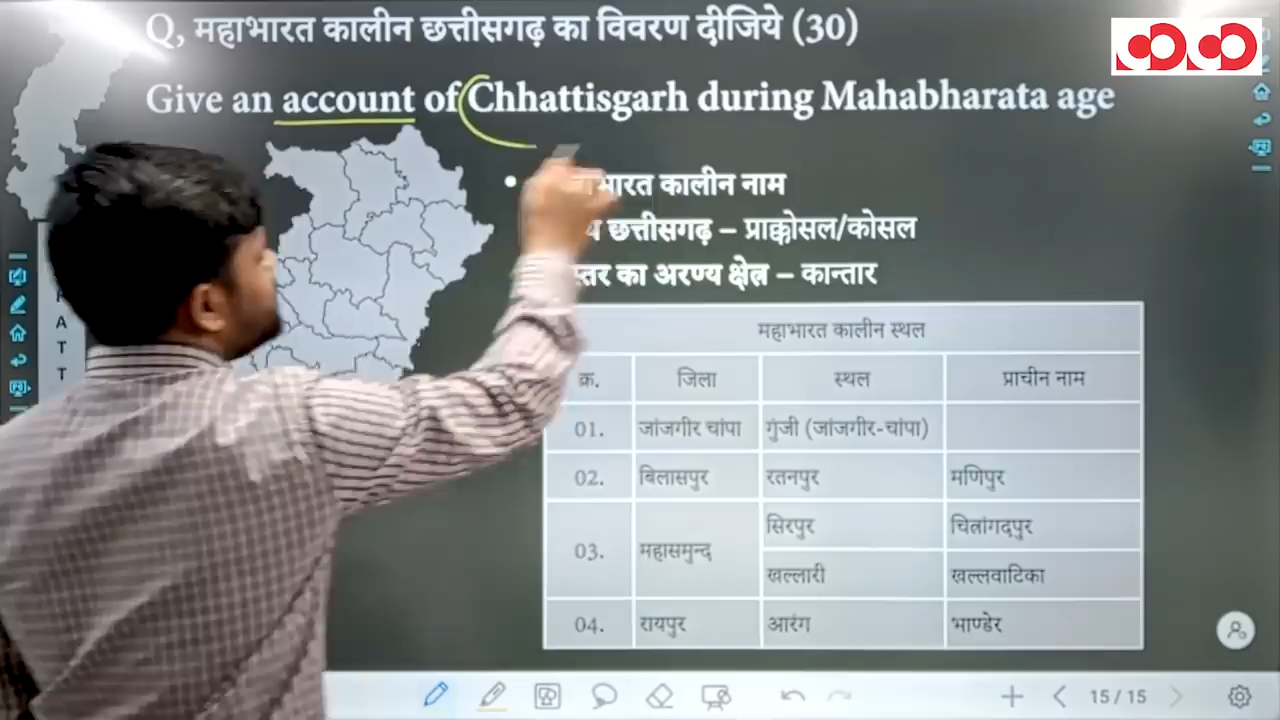 Q, महाभारत कालीन छत्तीसगढ़ का विवरण दीजिये (30)
Give an account of Chhattisgarh during Mahabharata age
• भारत कालीन नाम
छत्तीसगढ़ – प्राक्कोसल/कोसल
का अरण्य क्षेत्र – कान्तार
महाभारत कालीन स्थल
क्र. जिला स्थल प्राचीन नाम
01. जांजगीर चांपा गुंजी (जांजगीर-चांपा)
02. बिलासपुर रतनपुर मणिपुर
03. महासमुन्द सिरपुर चित्रांगदपुर
खल्लारी खल्लवाटिका
04. रायपुर आरंग भाण्डेर
A
T
T
15 / 15